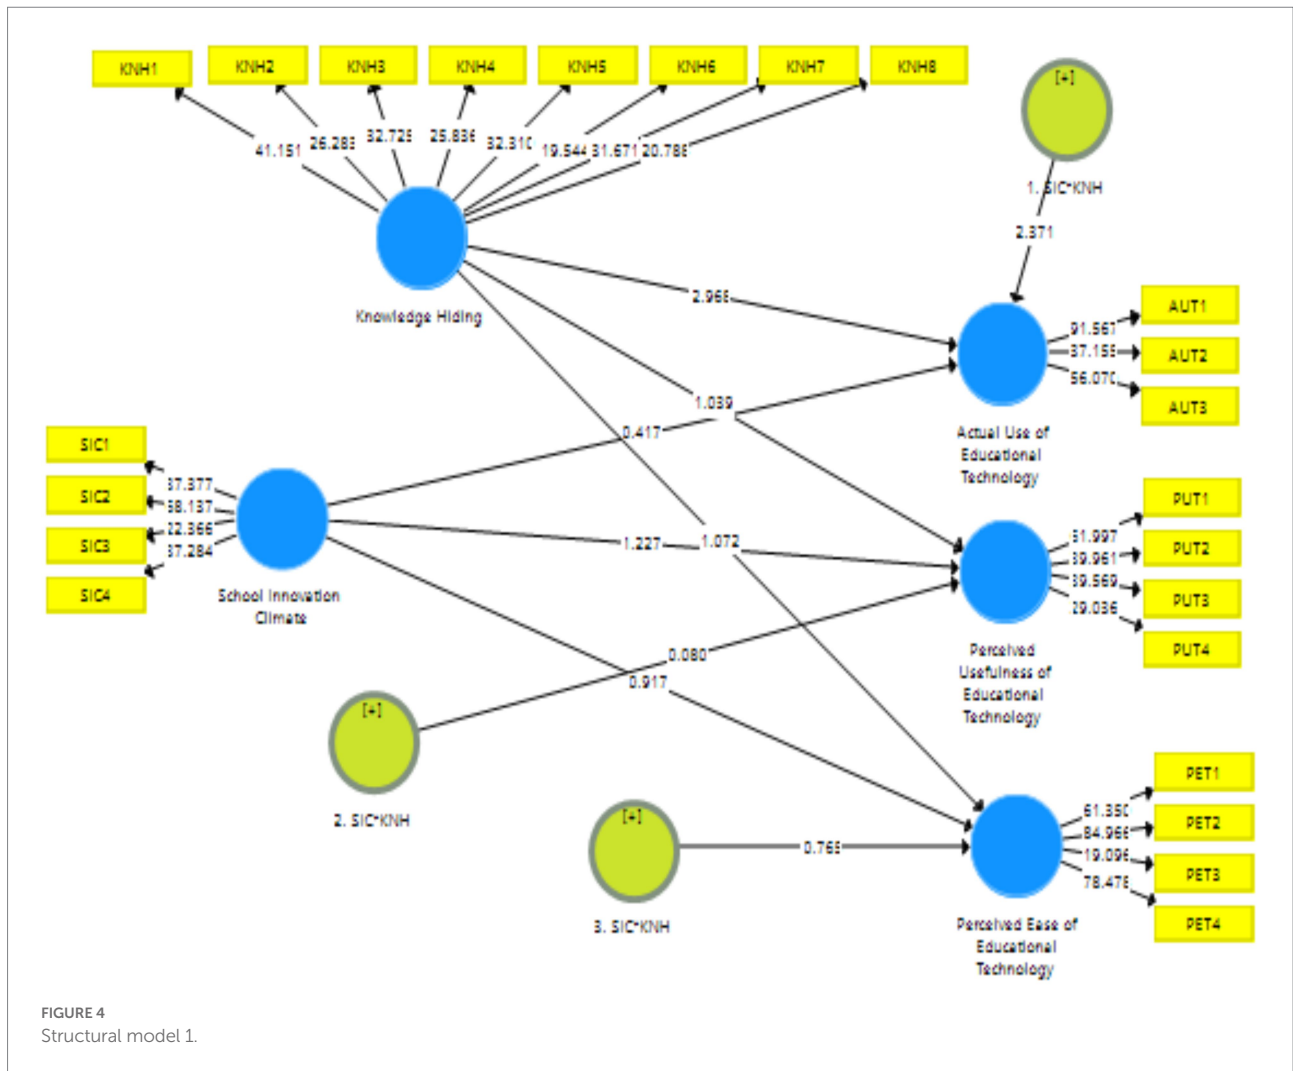 KNH1 KNH2 KNH3 KNH4 KNH5 KNH6 KNH7 KNH8
[+]
41.151 26.283 32.725 25.836 32.310 19.544 31.671 20.788
1. SIC*KNH
2.371
Knowledge Hiding
2.968
AUT1
91.567
AUT2
37.155
AUT3
56.070
Actual Use of
Educational
Technology
1.039
0.417
SIC1
37.377
SIC2
58.137
SIC3
22.366
SIC4
37.284
School Innovation
Climate
1.227
1.072
PUT1
51.997
PUT2
39.961
PUT3
39.569
PUT4
29.036
Perceived
Usefulness of
Educational
Technology
0.080
0.917
[+]
2. SIC*KNH
[+]
3. SIC*KNH
0.765
PET1
61.350
PET2
84.966
PET3
19.096
PET4
78.478
Perceived Ease of
Educational
Technology
FIGURE 4
Structural model 1.